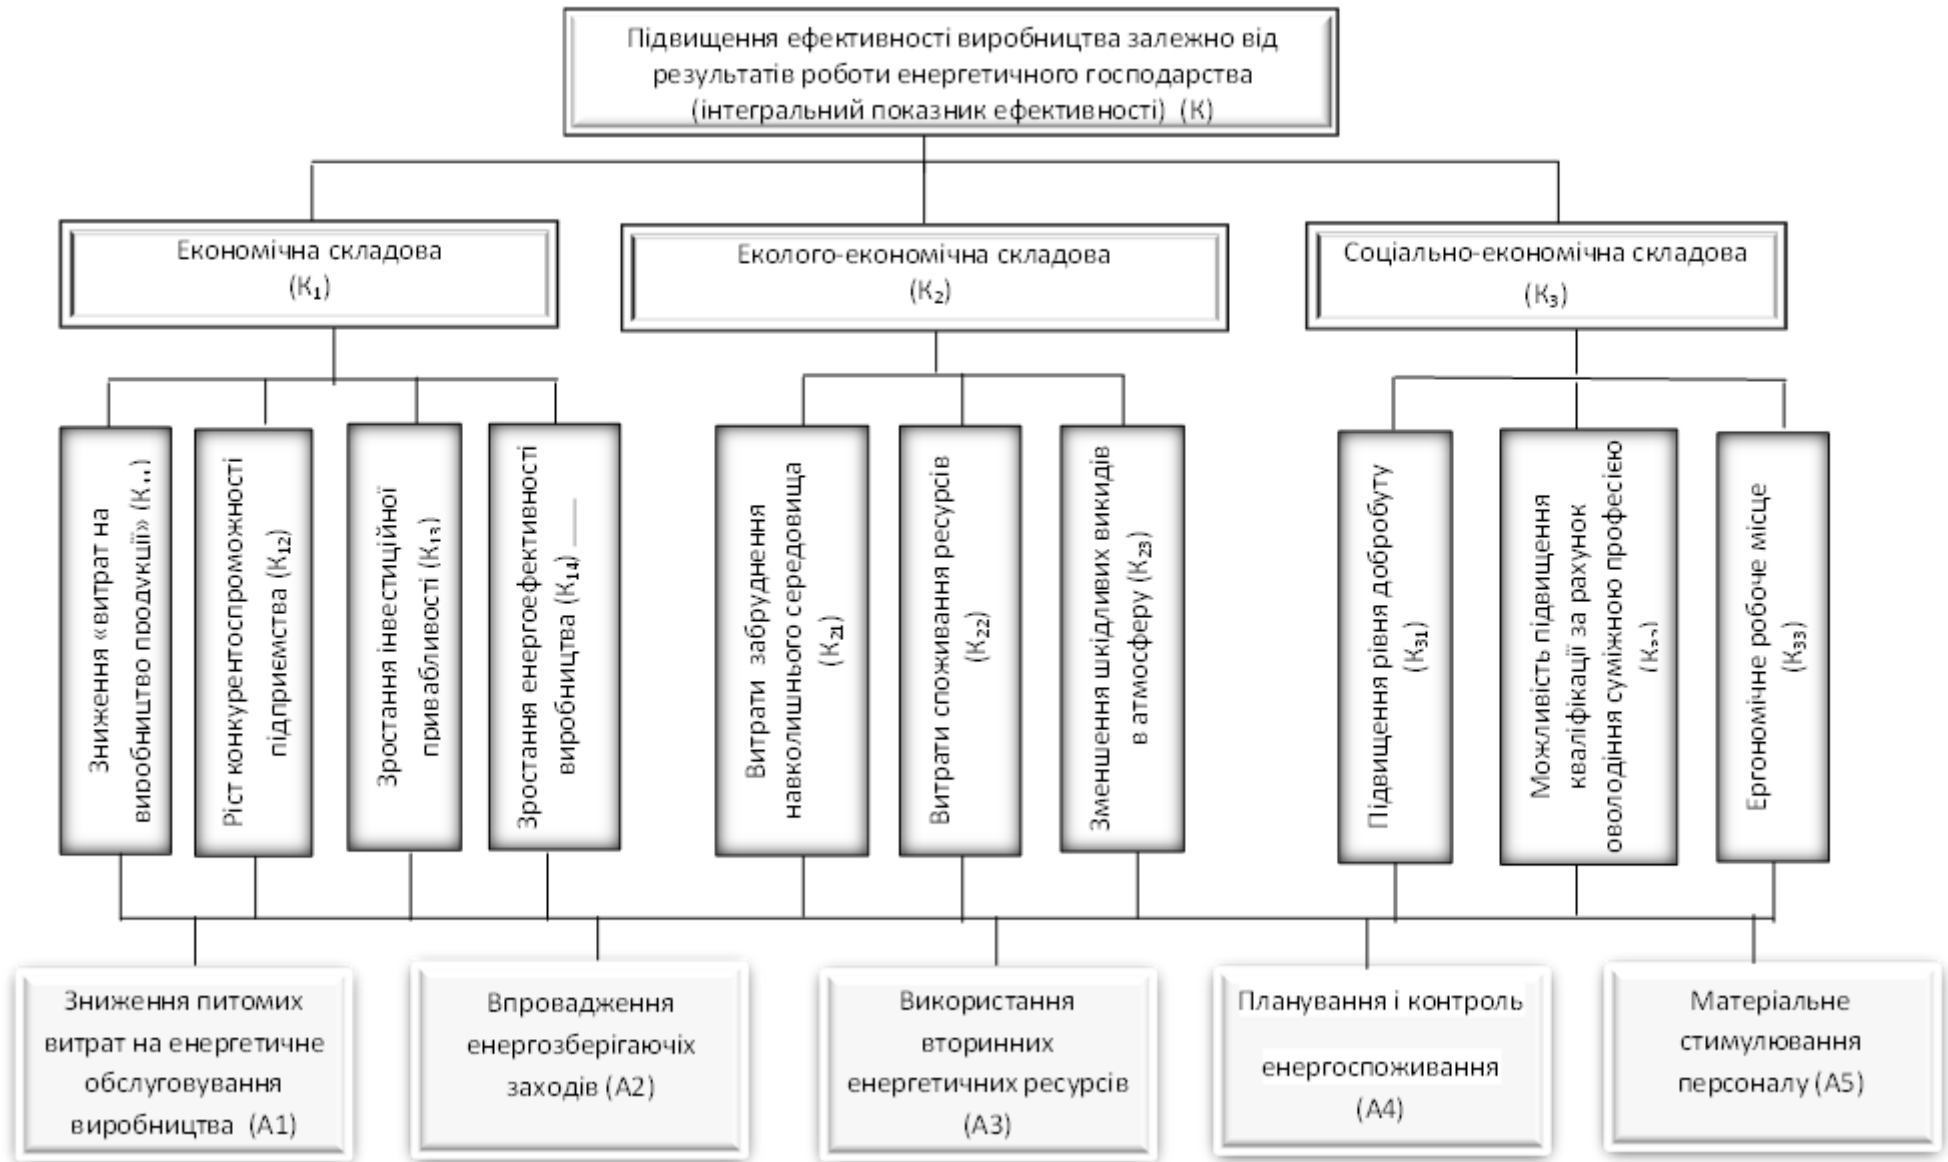 Підвищення ефективності виробництва залежно від
результатів роботи енергетичного господарства
(інтегральний показник ефективності) (К)
Економічна складова
(К₁)
Еколого-економічна складова
(К₂)
Соціально-економічна складова
(К₃)
Зниження «витрат на
виробництво продукції»
Ріст конкурентоспроможності
підприємства (К₁₂)
Зростання інвестиційної
привабливості (К₁₃)
Зростання енергоефективності
виробництва (К₁₄)
Витрати забруднення
навколишнього середовища
(К₂₁)
Витрати споживання ресурсів
(К₂₂)
Зменшення шкідливих викидів
в атмосферу (К₂₃)
Підвищення рівня добробуту
(К₃₁)
Можливість підвищення
кваліфікації за рахунок
оволодіння суміжною професією
Ергономічне робоче місце
(К₃₃)
Зниження питомих
витрат на енергетичне
обслуговування
виробництва (А1)
Впровадження
енергозберігаючіх
заходів (А2)
Використання
вторинних
енергетичних ресурсів
(А3)
Планування і контроль
енергоспоживання
(А4)
Матеріальне
стимулювання
персоналу (А5)